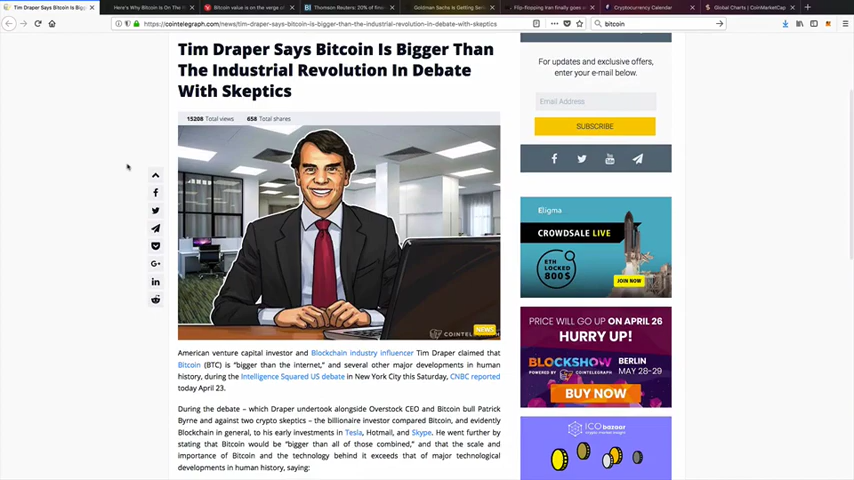 Tim Draper Says Bitcoin Is Bigger
Here's Why Bitcoin Is On The
Bitcoin value is on the verge of
Thomson Reuters: 20% of fina
Goldman Sachs is Getting Seri
Flip-flopping Iran finally goes
Cryptocurrency Calendar
Global Charts | CoinMarketCap
https://cointelegraph.com/news/tim-draper-says-bitcoin-is-bigger-than-the-industrial-revolution-in-debate-with-skeptics
bitcoin
Tim Draper Says Bitcoin Is Bigger Than
The Industrial Revolution In Debate
With Skeptics
15208 Total views 658 Total shares
NEWS
COINTELEGRAPH
American venture capital investor and Blockchain industry influencer Tim Draper claimed that
Bitcoin (BTC) is "bigger than the internet," and several other major developments in human
history, during the Intelligence Squared US debate in New York City this Saturday, CNBC reported
today April 23.
During the debate – which Draper undertook alongside Overstock CEO and Bitcoin bull Patrick
Byrne and against two crypto skeptics – the billionaire investor compared Bitcoin, and evidently
Blockchain in general, to his early investments in Tesla, Hotmail, and Skype. He went further by
stating that Bitcoin would be "bigger than all of those combined," and that the scale and
importance of Bitcoin and the technology behind it exceeds that of major technological
developments in human history, saying:
For updates and exclusive offers,
enter your e-mail below.
Email Address
SUBSCRIBE
Eligma
CROWDSALE LIVE
ETH
LOCKED
800$
JOIN NOW
PRICE WILL GO UP ON APRIL 26
HURRY UP!
BLOCKSHOW
POWERED BY COINTELEGRAPH
BERLIN
MAY 28-29
BUY NOW
ICO bazaar